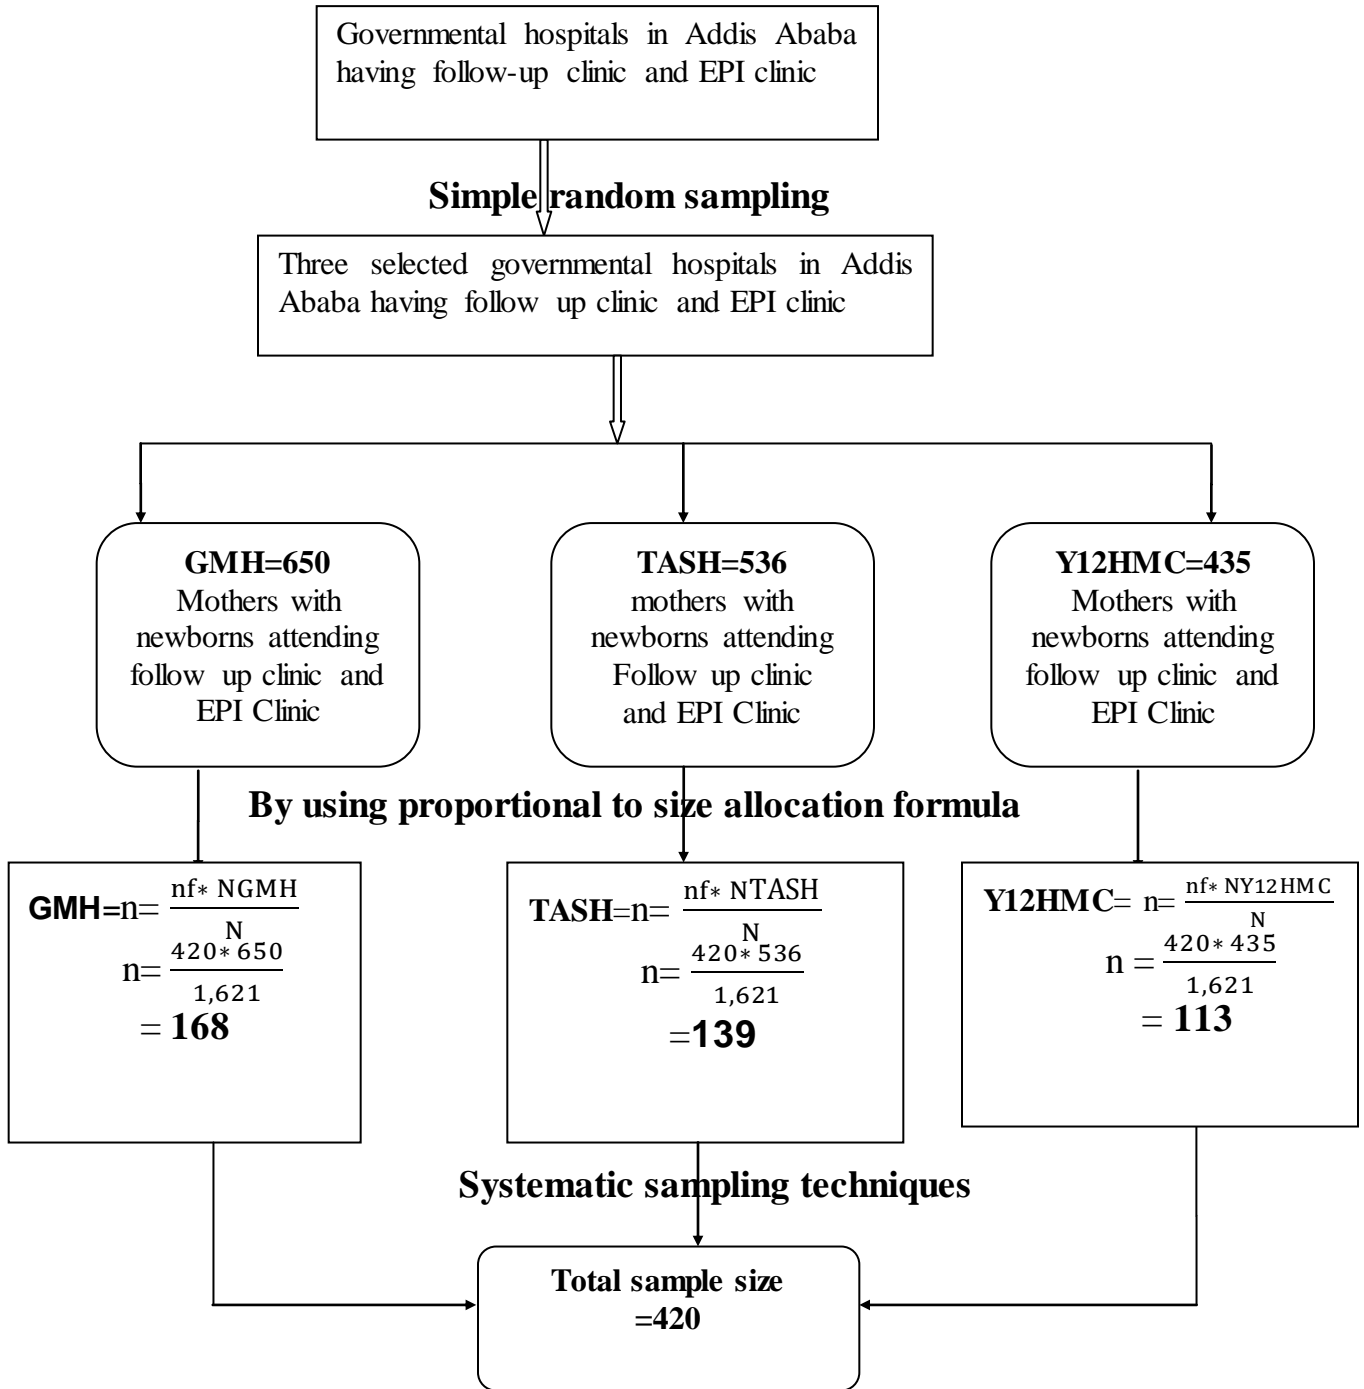 Governmental hospitals in Addis Ababa
having follow-up clinic and EPI clinic
Simple random sampling
Three selected governmental hospitals in Addis
Ababa having follow up clinic and EPI clinic
GMH=650
Mothers with
newborns attending
follow up clinic and
EPI Clinic
TASH=536
mothers with
newborns attending
Follow up clinic
and EPI Clinic
Y12HMC=435
Mothers with
newborns attending
follow up clinic and
EPI Clinic
By using proportional to size allocation formula
GMH=n= nf* NGMH
N
n= 420* 650
1,621
= 168
TASH=n= nf* NTASH
N
n= 420* 536
1,621
=139
Y12HMC= n= nf* NY12HMC
N
n = 420* 435
1,621
= 113
Systematic sampling techniques
Total sample size
=420